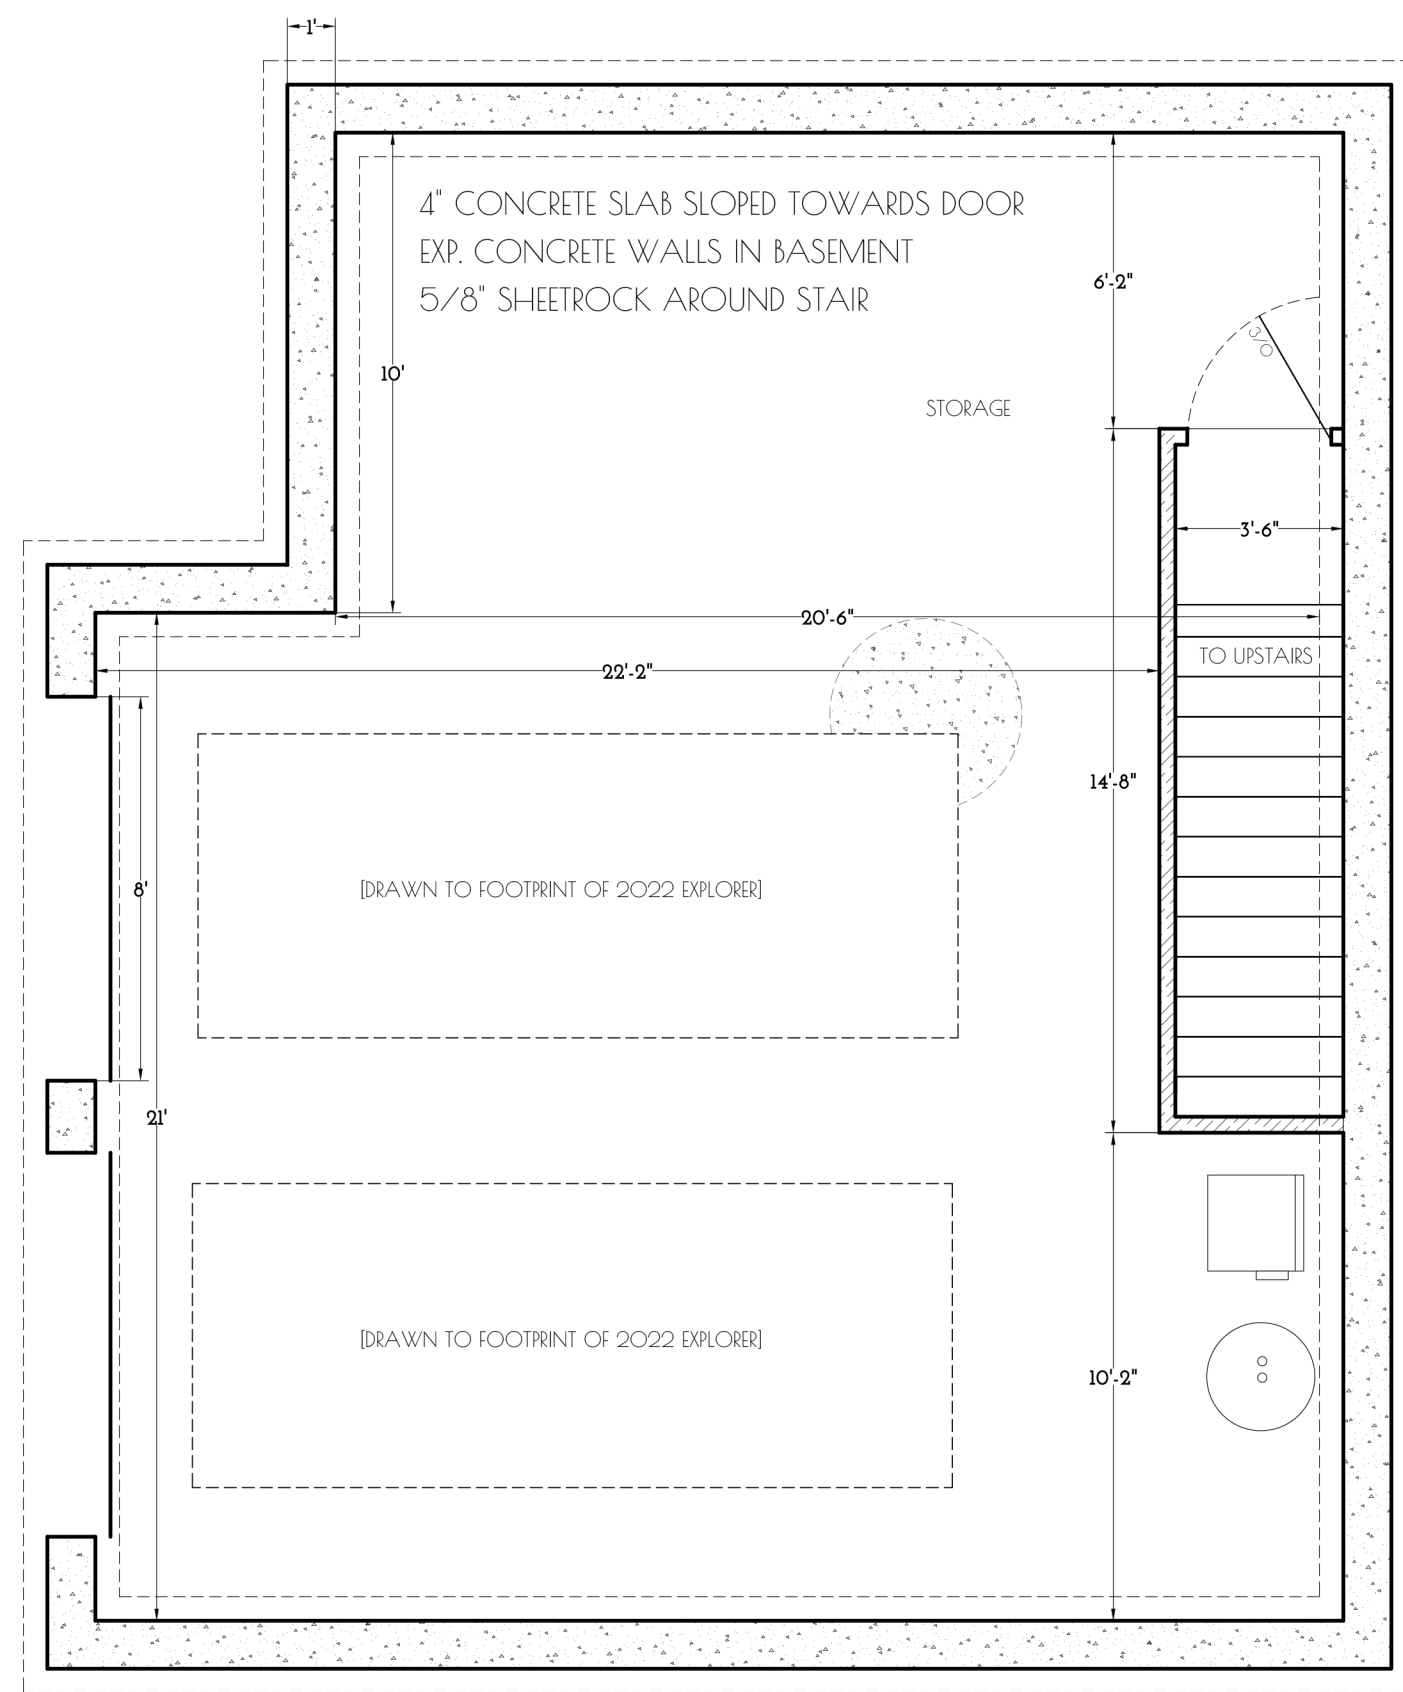 1'
4" CONCRETE SLAB SLOPED TOWARDS DOOR
EXP. CONCRETE WALLS IN BASEMENT
5/8" SHEETROCK AROUND STAIR
6'-2"
3/0
10'
STORAGE
3'-6"
20'-6"
TO UPSTAIRS
22'-2"
14'-8"
8'
[DRAWN TO FOOTPRINT OF 2022 EXPLORER]
21'
[DRAWN TO FOOTPRINT OF 2022 EXPLORER]
10'-2"